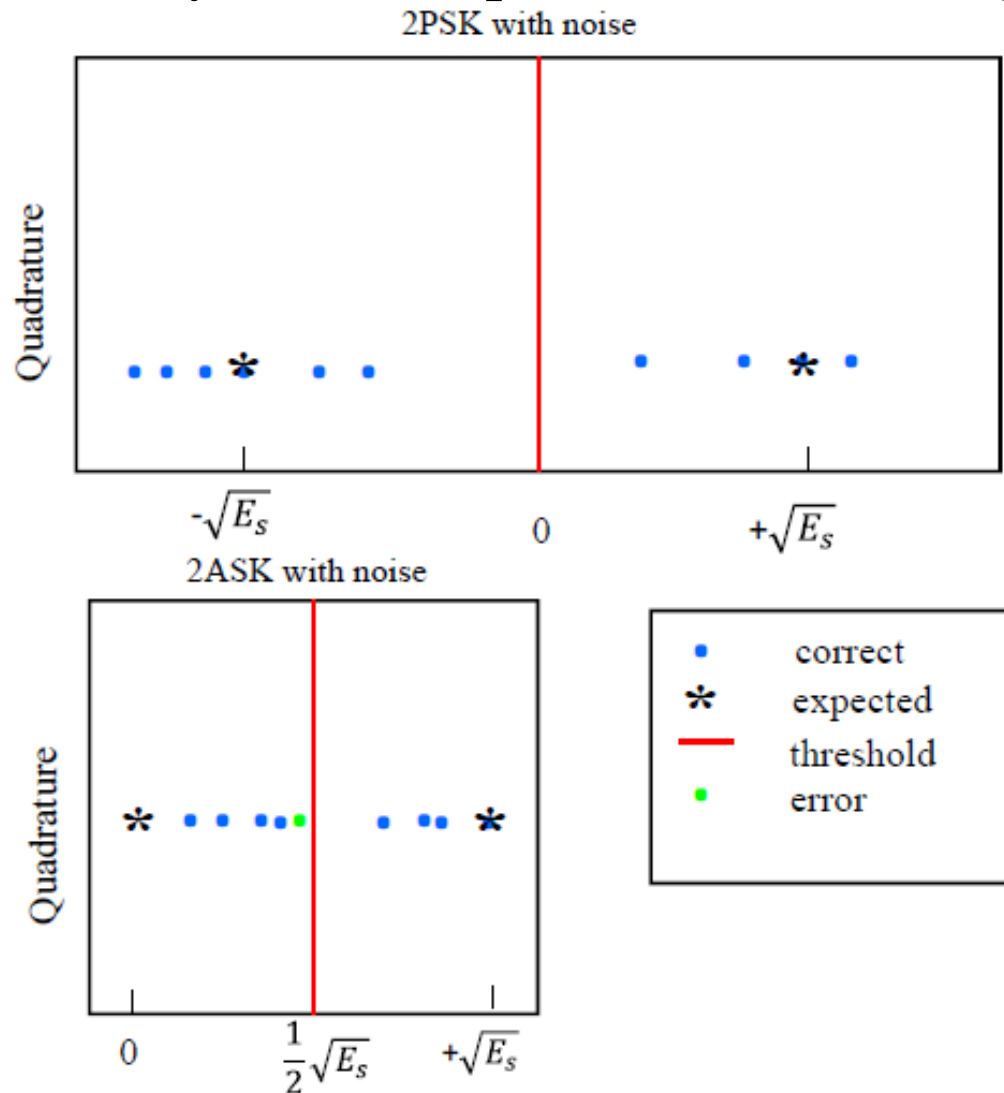 2PSK with noise
Quadrature
-√E_s
0
+√E_s
2ASK with noise
Quadrature
0
1/2 √E_s
+√E_s
correct
expected
threshold
error